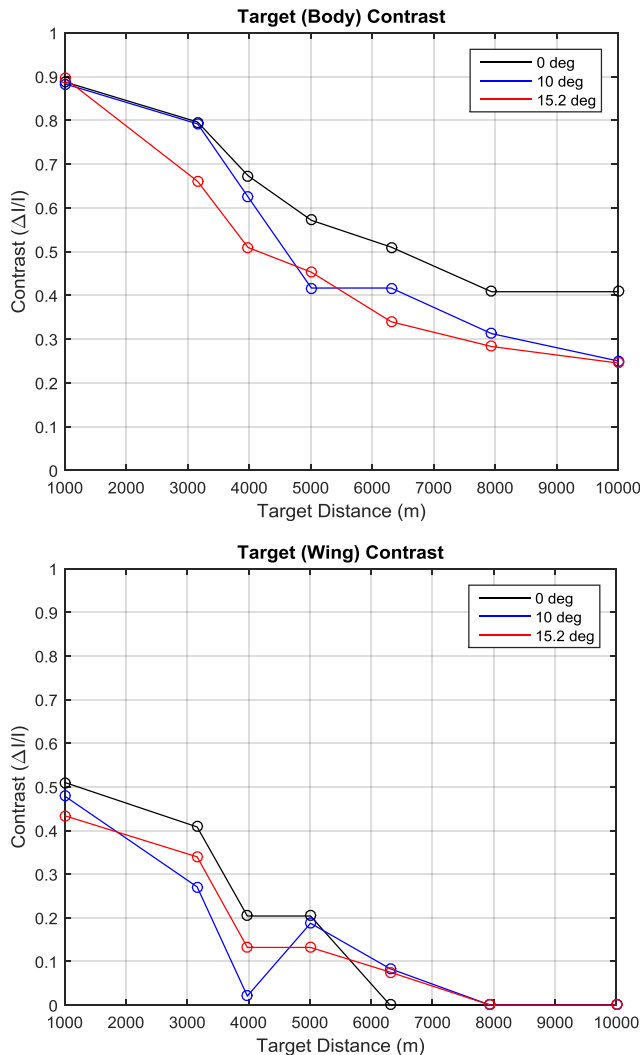 Target (Body) Contrast
1
0.9
0.8
0.7
0.6
0.5
0.4
0.3
0.2
0.1
0
Contrast (ΔI/I)
0 deg
10 deg
15.2 deg
1000 2000 3000 4000 5000 6000 7000 8000 9000 10000
Target Distance (m)
Target (Wing) Contrast
1
0.9
0.8
0.7
0.6
0.5
0.4
0.3
0.2
0.1
0
Contrast (ΔI/I)
0 deg
10 deg
15.2 deg
1000 2000 3000 4000 5000 6000 7000 8000 9000 10000
Target Distance (m)